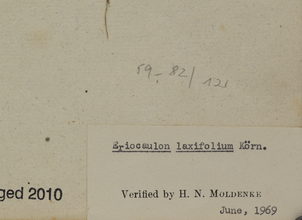 59-82/121
Eriocaulon laxifolium Körn.
Verified by H. N. MOLDENKE
June, 1969
ged 2010